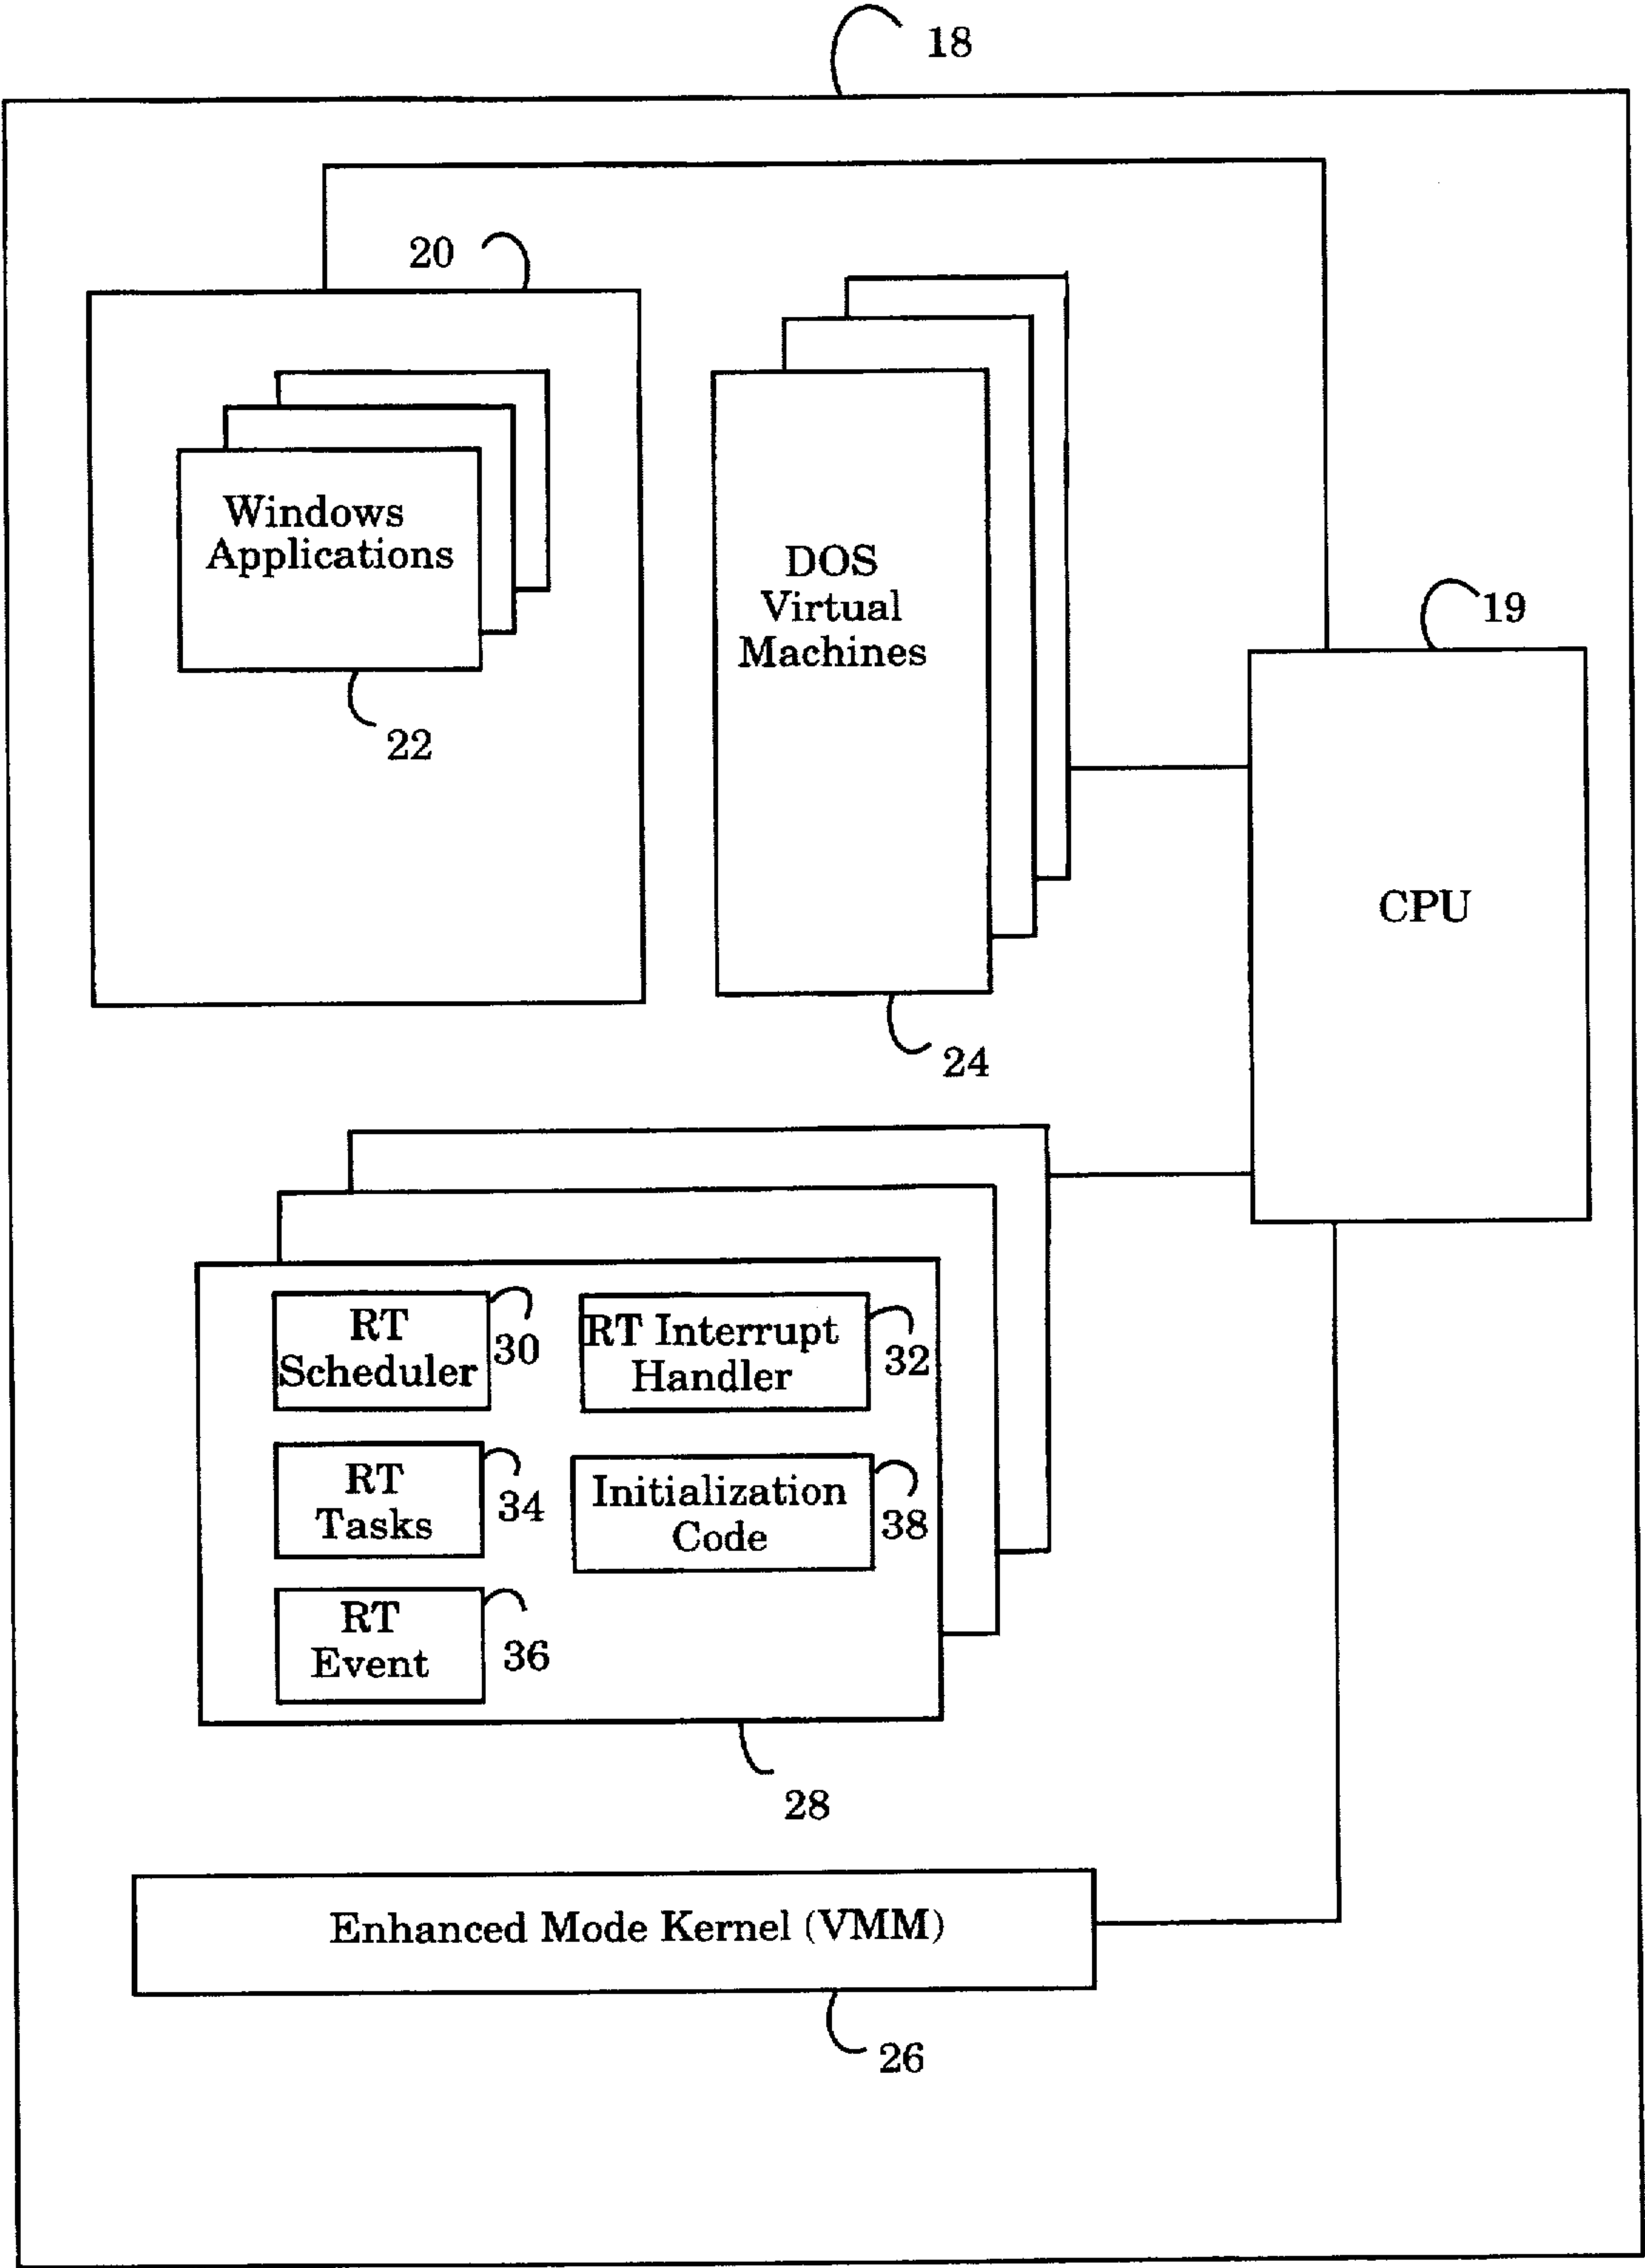 18
20
Windows
Applications
22
DOS
Virtual
Machines
24
19
CPU
RT
Scheduler
30
RT Interrupt
Handler
32
RT
Tasks
34
Initialization
Code
38
RT
Event
36
28
Enhanced Mode Kernel (VMM)
26